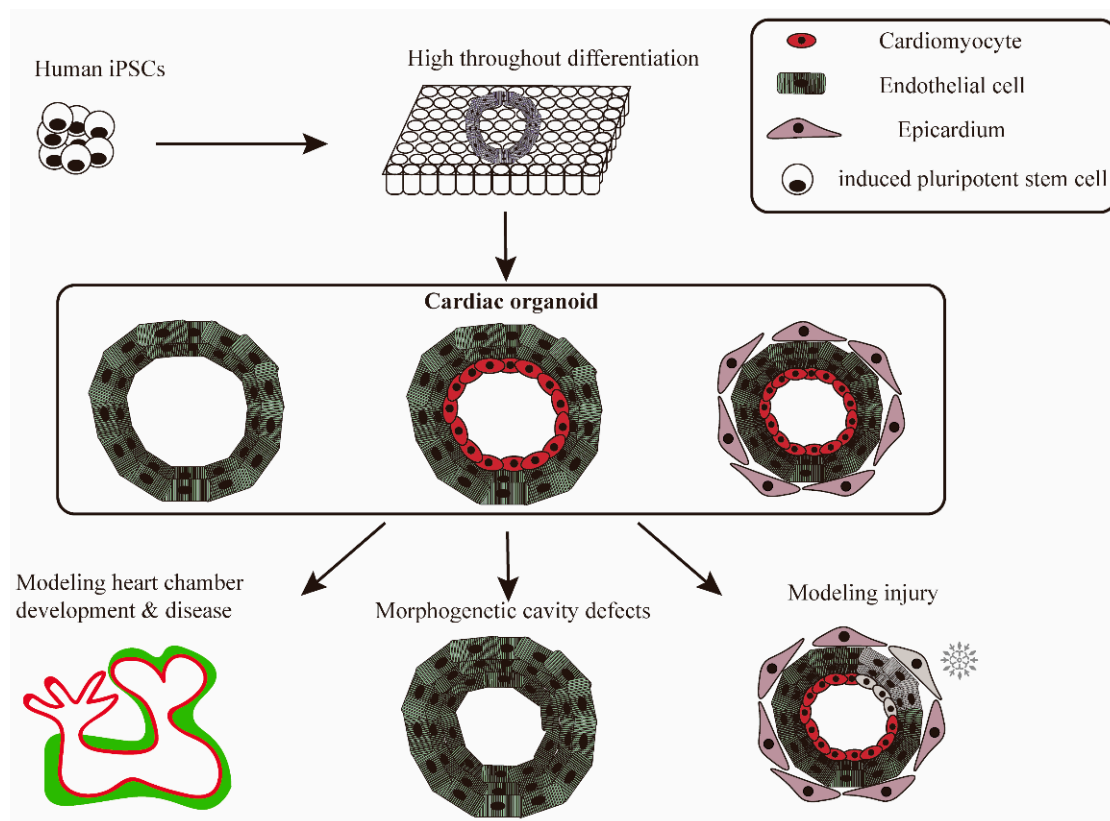 Human iPSCs
High throughout differentiation
Cardiomyocyte
Endothelial cell
Epicardium
induced pluripotent stem cell
Cardiac organoid
Modeling heart chamber
development & disease
Morphogenetic cavity defects
Modeling injury